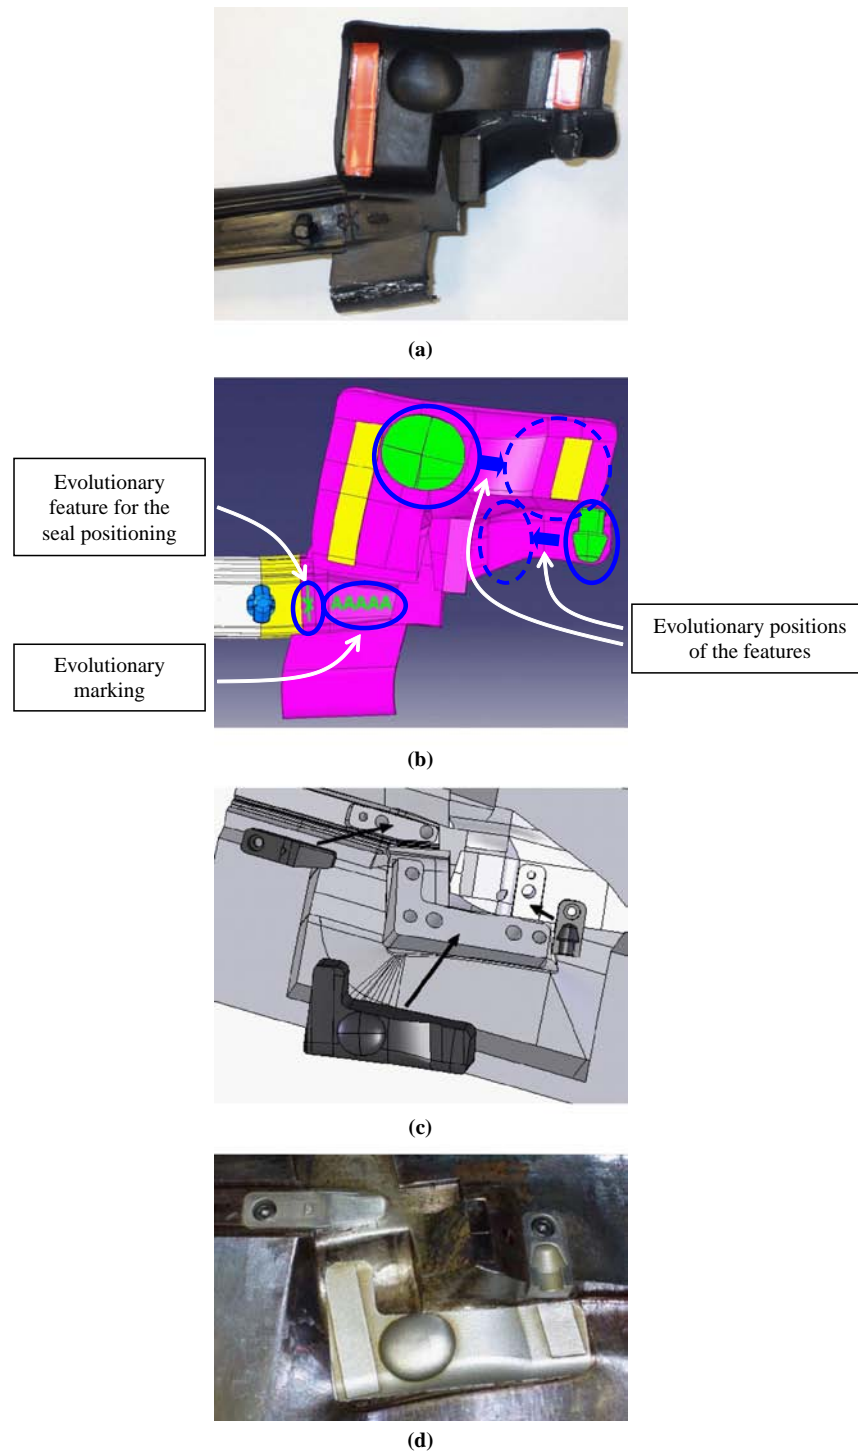 (a)
Evolutionary
feature for the
seal positioning
AAAAA
Evolutionary positions
of the features
Evolutionary
marking
(b)
(c)
(d)